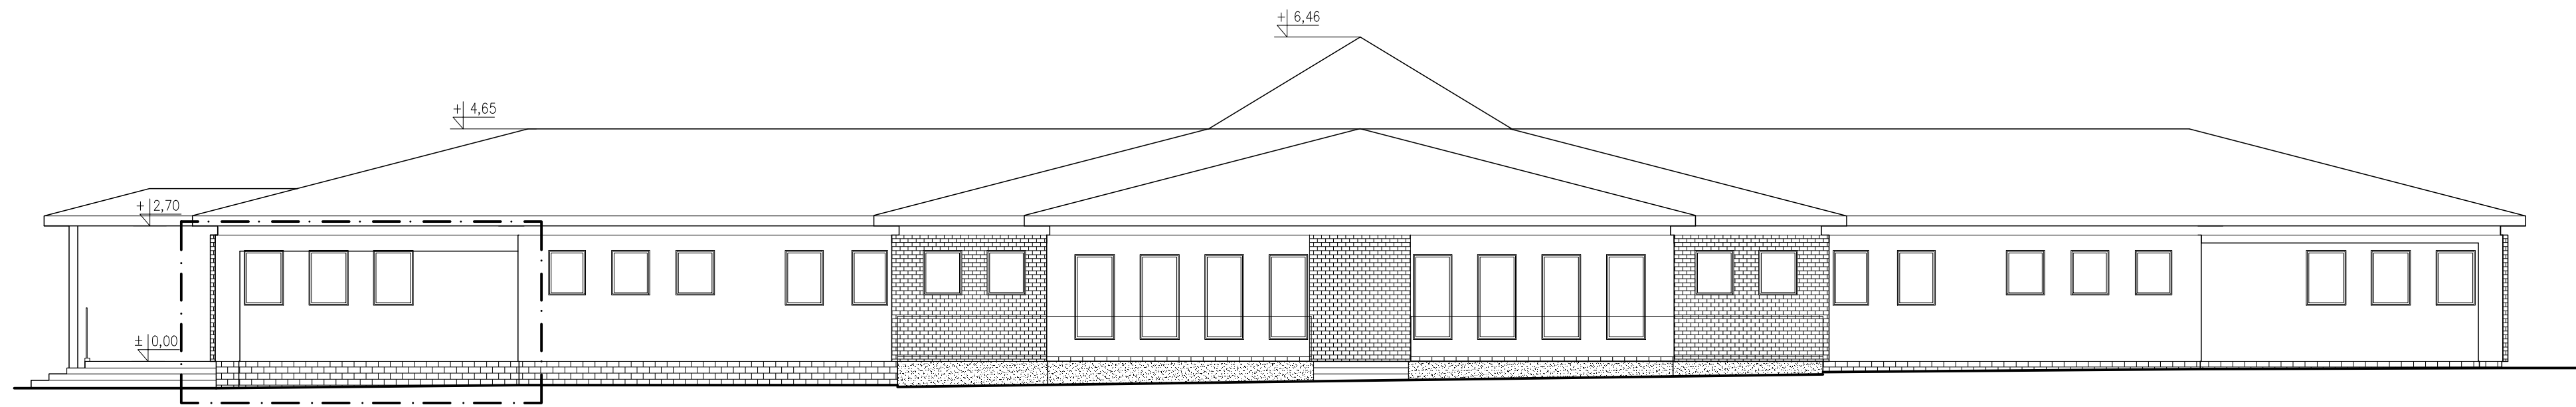 + 6,46
+ 4,65
+ 2,70
± 0,00